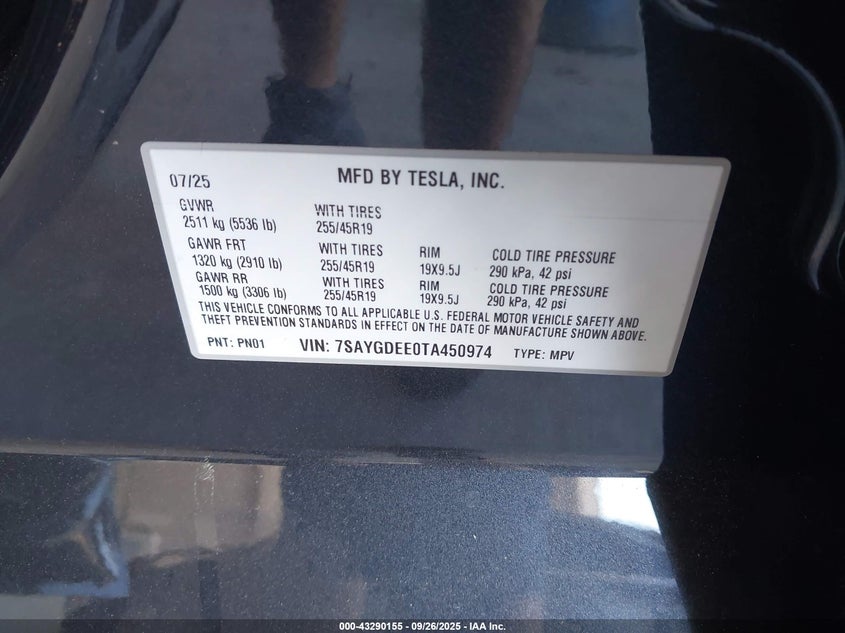 07/25 MFD BY TESLA, INC.
GVWR
2511 kg (5536 lb) WITH TIRES 255/45R19
GAWR FRT WITH TIRES RIM COLD TIRE PRESSURE
1320 kg (2910 lb) 255/45R19 19X9.5J 290 kPa, 42 psi
GAWR RR WITH TIRES RIM COLD TIRE PRESSURE
1500 kg (3306 lb) 255/45R19 19X9.5J 290 kPa, 42 psi
THIS VEHICLE CONFORMS TO ALL APPLICABLE U.S. FEDERAL MOTOR VEHICLE SAFETY AND
THEFT PREVENTION STANDARDS IN EFFECT ON THE DATE OF MANUFACTURE SHOWN ABOVE.
PNT: PN01 VIN: 7SAYGDEE0TA450974 TYPE: MPV
000-43290155 - 09/26/2025 - IAA Inc.